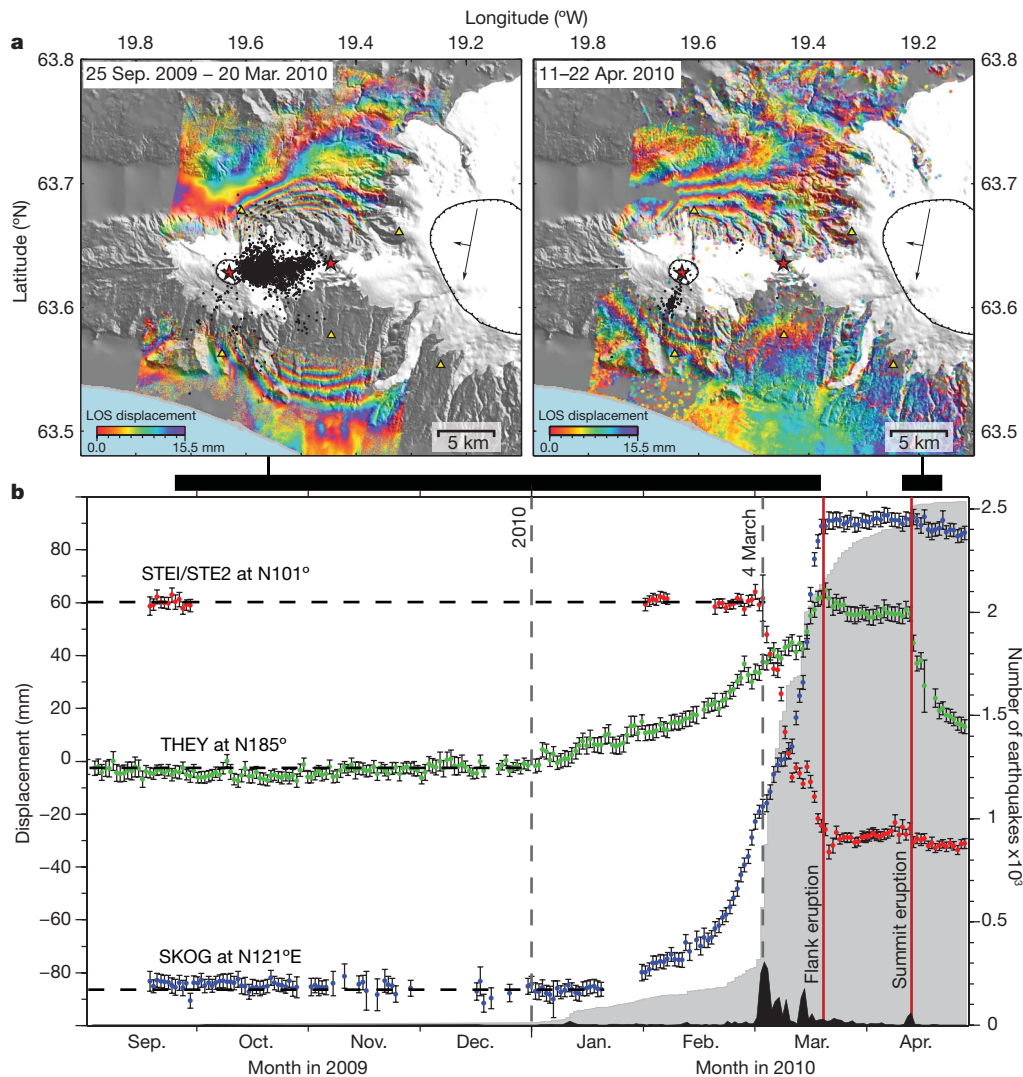 Longitude (ºW)
a
19.8 19.6 19.4 19.2 19.8 19.6 19.4 19.2
63.8 63.8
25 Sep. 2009 – 20 Mar. 2010
11–22 Apr. 2010
63.7 63.7
Latitude (ºN)
63.6 63.6
63.5 63.5
LOS displacement
0.0 15.5 mm
5 km
LOS displacement
0.0 15.5 mm
5 km
b
2010
4 March
STEI/STE2 at N101º
THEY at N185º
SKOG at N121ºE
Flank eruption
Summit eruption
Displacement (mm)
80
60
40
20
0
−20
−40
−60
−80
Number of earthquakes x10³
2.5
2
1.5
1
0.5
0
Sep. Oct. Nov. Dec. Jan. Feb. Mar. Apr.
Month in 2009
Month in 2010